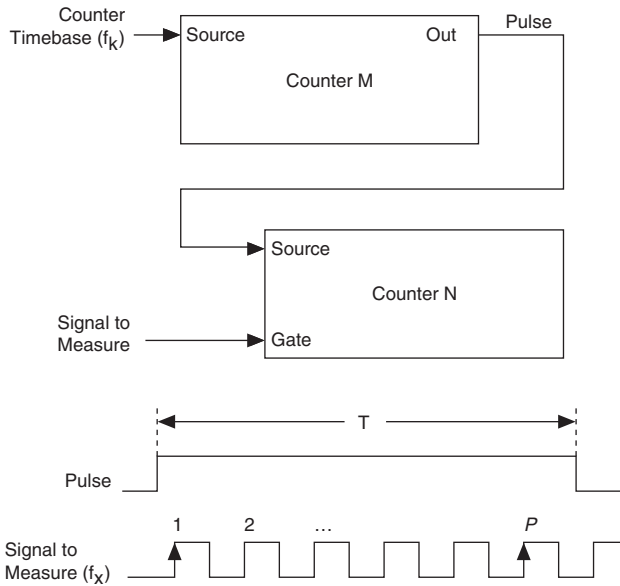 Counter
Timebase (fk)
Source
Out
Pulse
Counter M
Source
Counter N
Signal to
Measure
Gate
T
Pulse
1 2 ... P
Signal to
Measure (fx)